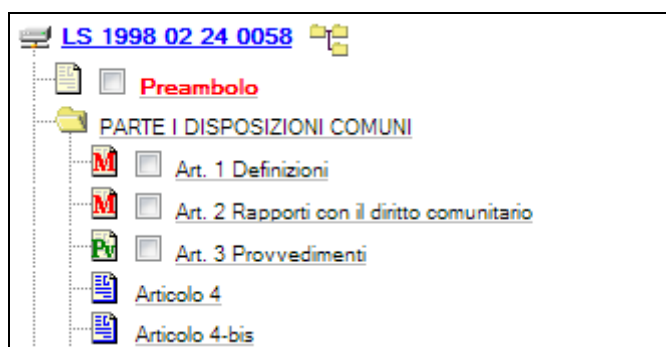 LS 1998 02 24 0058
Preambolo
PARTE I DISPOSIZIONI COMUNI
M Art. 1 Definizioni
M Art. 2 Rapporti con il diritto comunitario
Pv Art. 3 Provvedimenti
Articolo 4
Articolo 4-bis